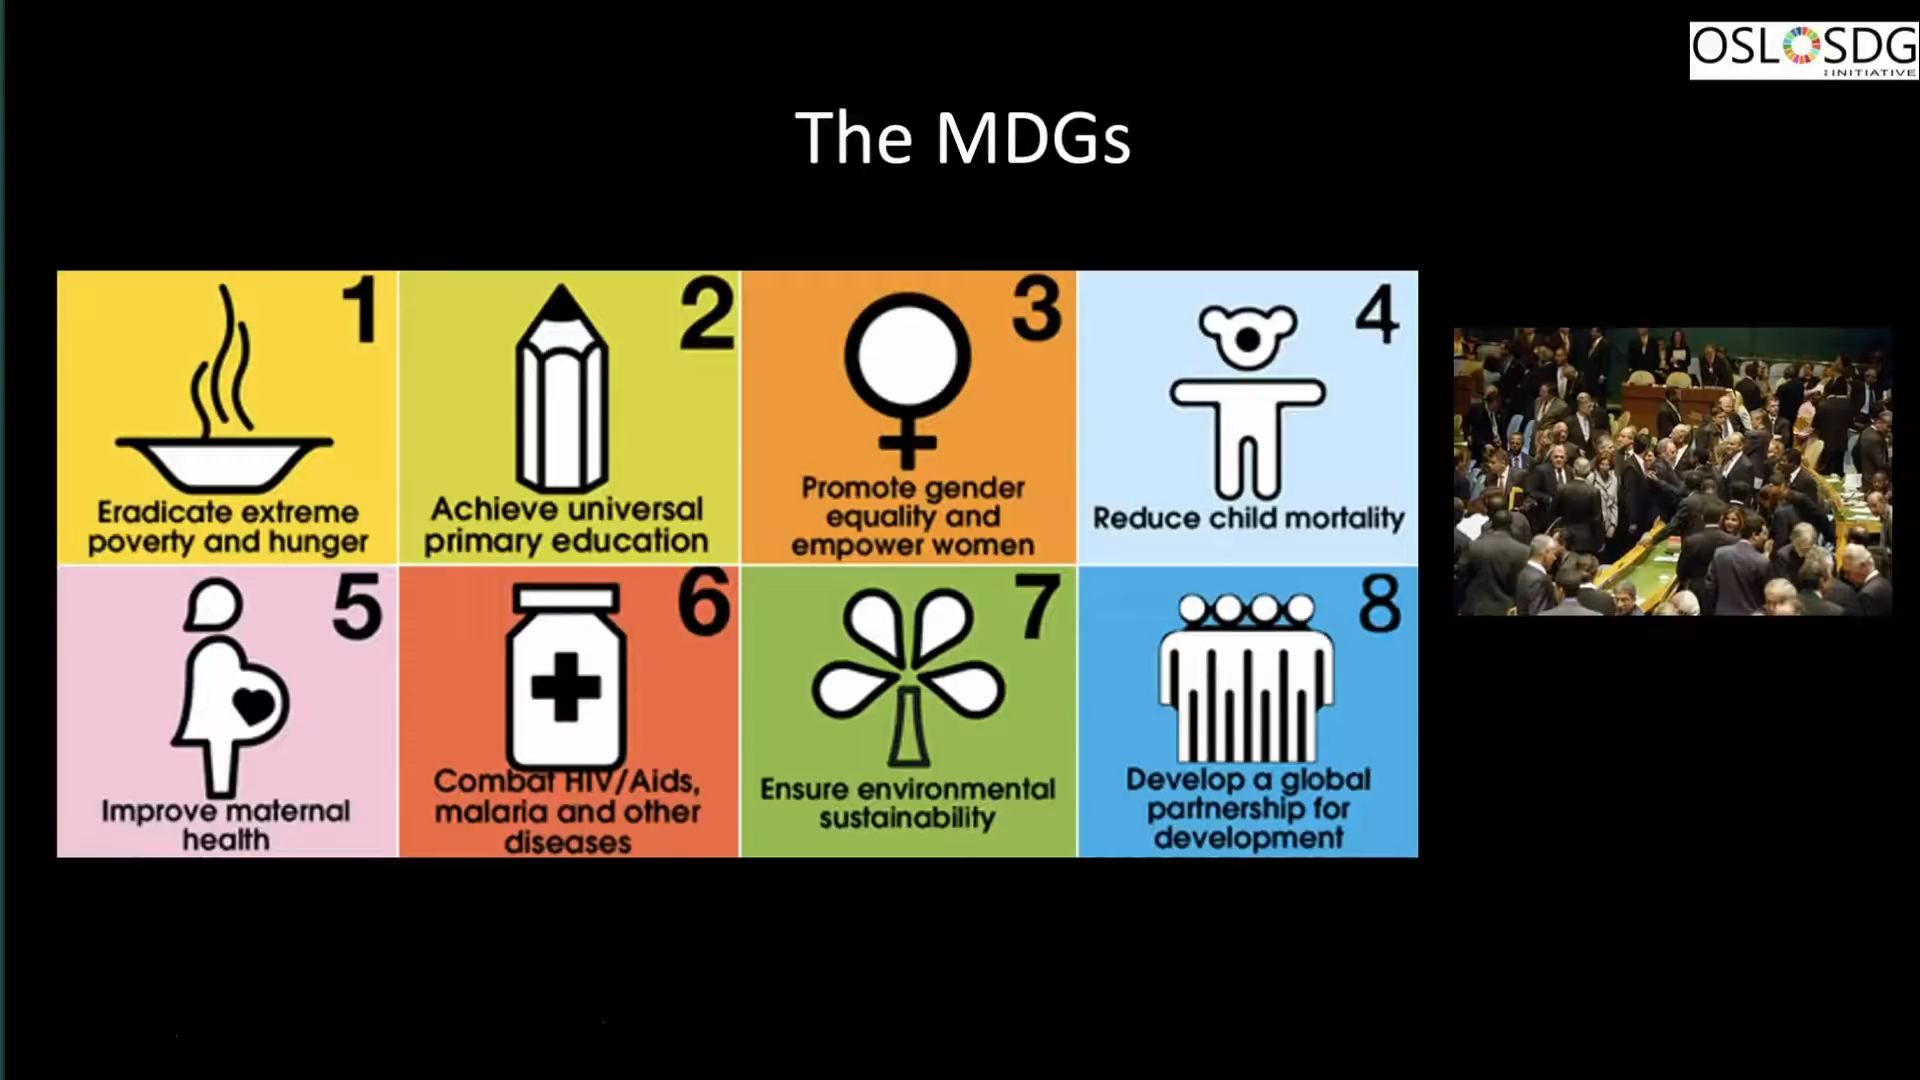 OSLOSDG
:INITIATIVE
The MDGs
1
Eradicate extreme
poverty and hunger
2
Achieve universal
primary education
3
Promote gender
equality and
empower women
4
Reduce child mortality
5
Improve maternal
health
6
Combat HIV/Aids,
malaria and other
diseases
7
Ensure environmental
sustainability
8
Develop a global
partnership for
development